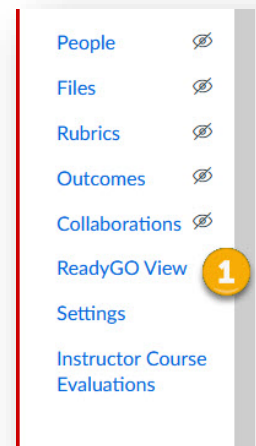 People
Files
Rubrics
Outcomes
Collaborations
ReadyGO View 1
Settings
Instructor Course
Evaluations